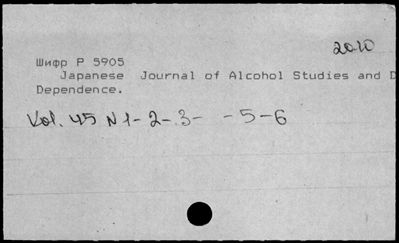 2010
Шифр Р 5905
Japanese Journal of Alcohol Studies and D
Dependence.
Vol. 45 N 1- 2- 3- - 5- 6